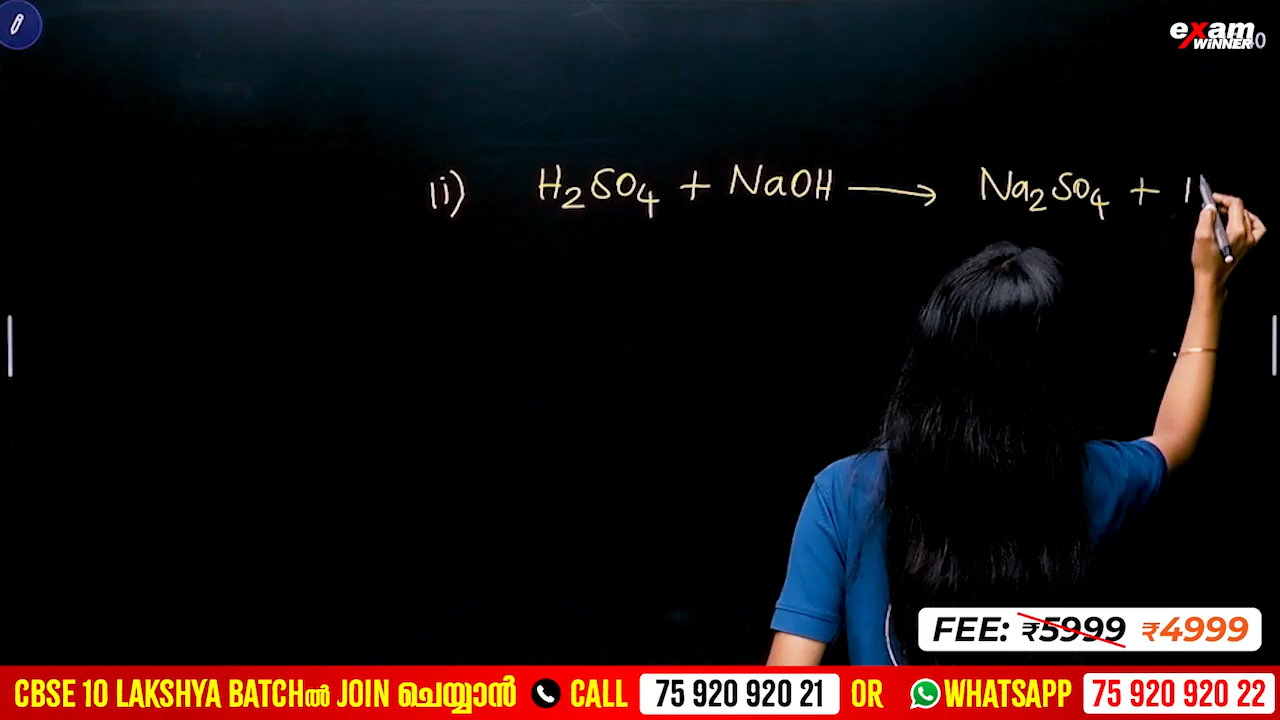 exam
WiNNER
(i) H₂SO₄ + NaOH ⟶ Na₂SO₄ +
FEE: ₹5999 ₹4999
CBSE 10 LAKSHYA BATCHൽ JOIN ചെയ്യാൻ CALL 75 920 920 21 OR WHATSAPP 75 920 920 22